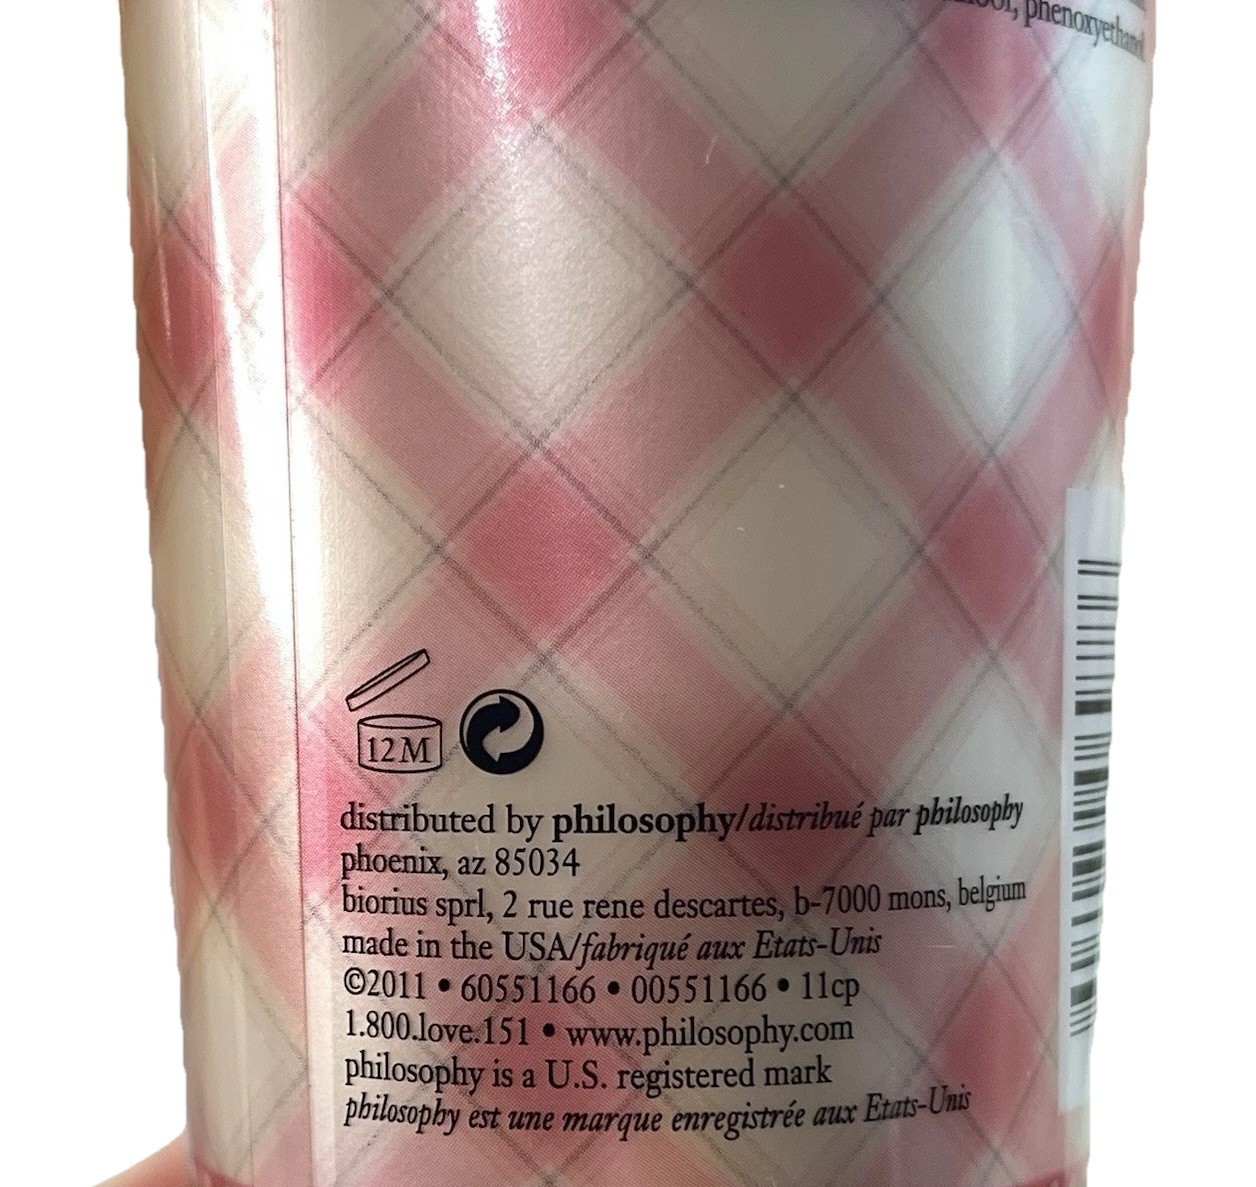 phenoxyethanol
12M
distributed by philosophy/distribué par philosophy
phoenix, az 85034
biorius sprl, 2 rue rene descartes, b-7000 mons, belgium
made in the USA/fabriqué aux Etats-Unis
©2011 • 60551166 • 00551166 • 11cp
1.800.love.151 • www.philosophy.com
philosophy is a U.S. registered mark
philosophy est une marque enregistrée aux Etats-Unis